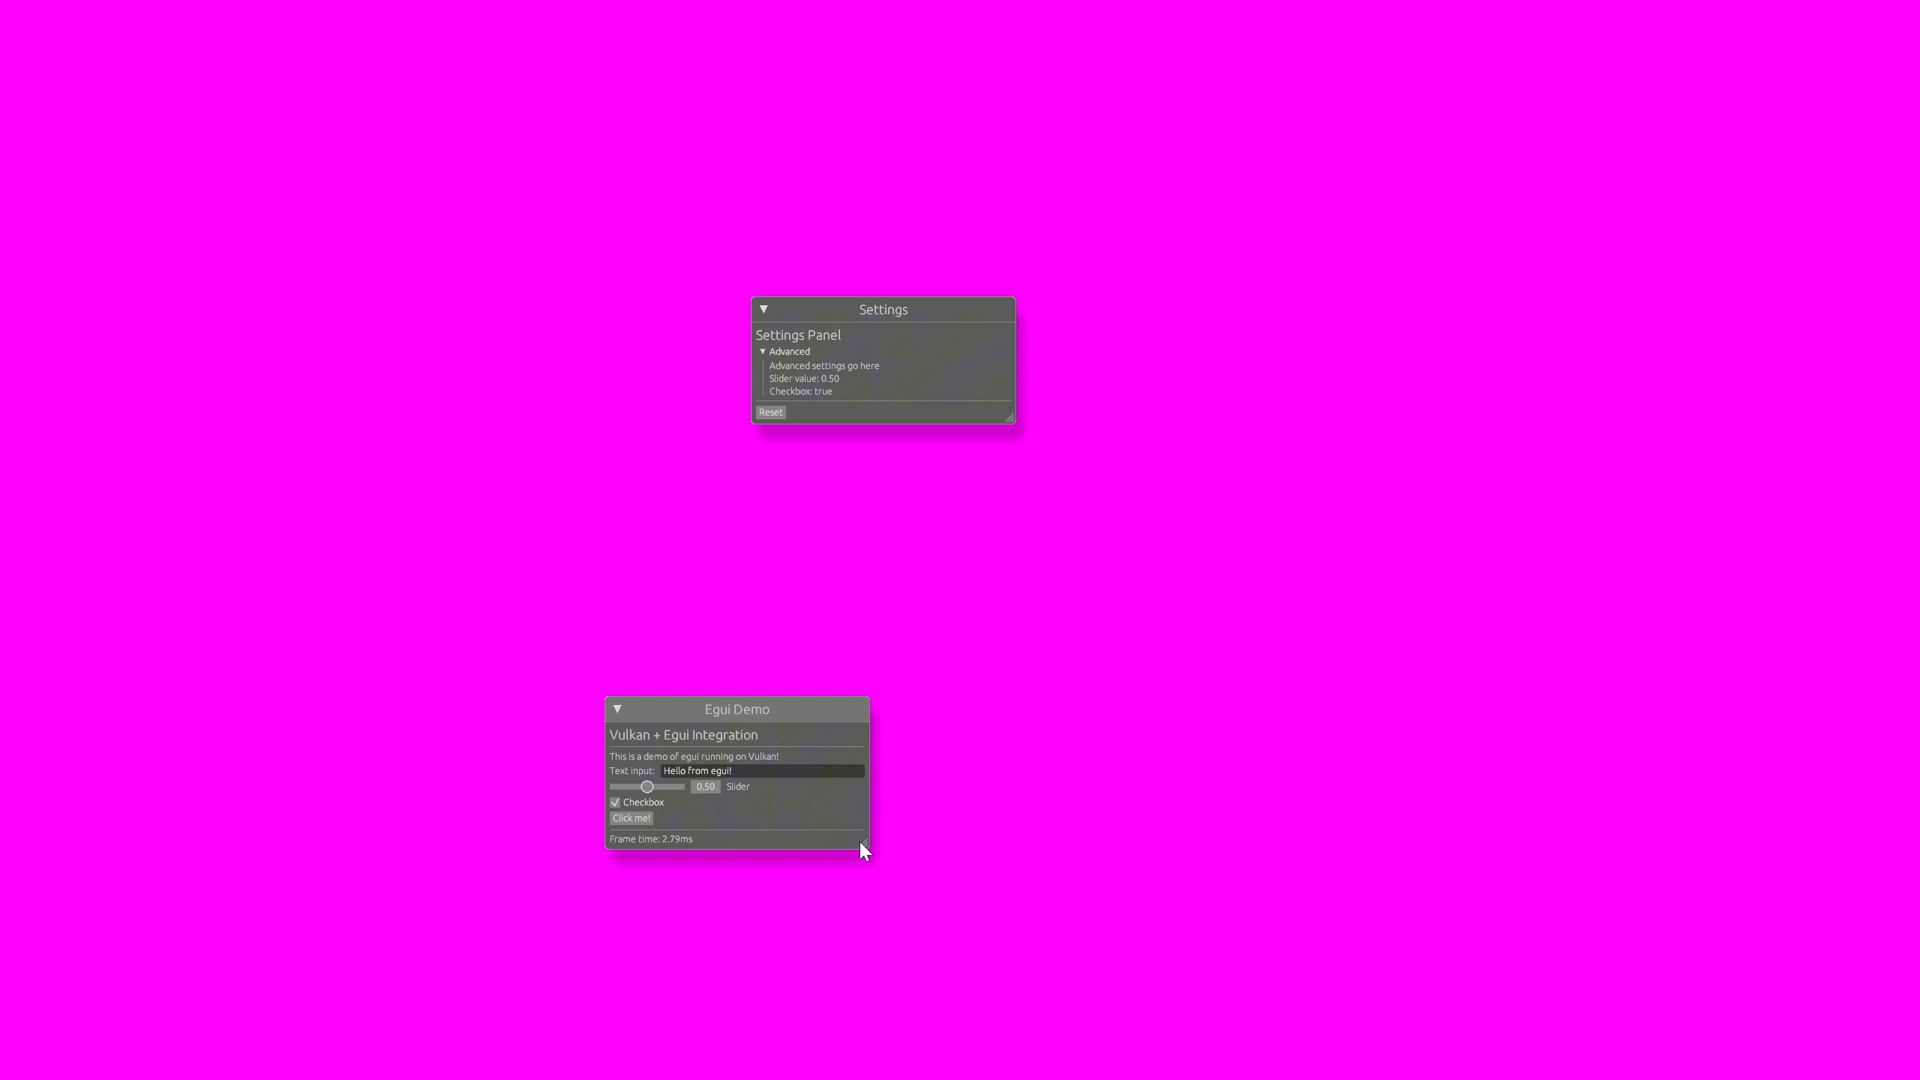 Settings
Settings Panel
Advanced
Advanced settings go here
Slider value: 0.50
Checkbox: true
Reset
Egui Demo
Vulkan + Egui Integration
This is a demo of egui running on Vulkan!
Text input: Hello from egui!
0.50 Slider
Checkbox
Click me!
Frame time: 2.79ms